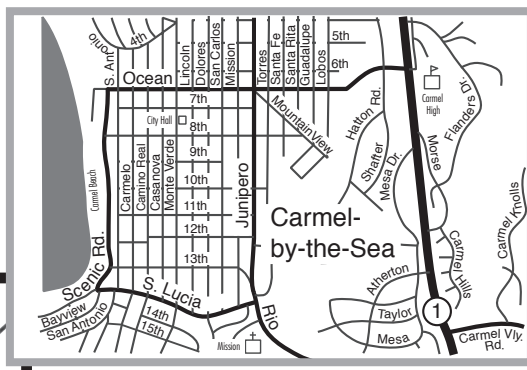 S. Antonio
4th
Lincoln
Dolores
San Carlos
Mission
Torres
Santa Fe
Santa Rita
Guadalupe
Lobos
5th
6th
Ocean
7th
City Hall
8th
9th
10th
11th
12th
13th
Mountain View
Hatton Rd.
Carmel
High
Flanders Dr.
Shafter
Mesa Dr.
Morse
Carmel Beach
Carmelo
Camino Real
Casanova
Monte Verde
Junipero
Carmel-
by-the-Sea
Carmel Knolls
Carmel Hills
Scenic Rd.
S. Lucia
Atherton
Bayview
San Antonio
14th
15th
Rio
Mission
Taylor
Mesa
1
Carmel Vly.
Rd.